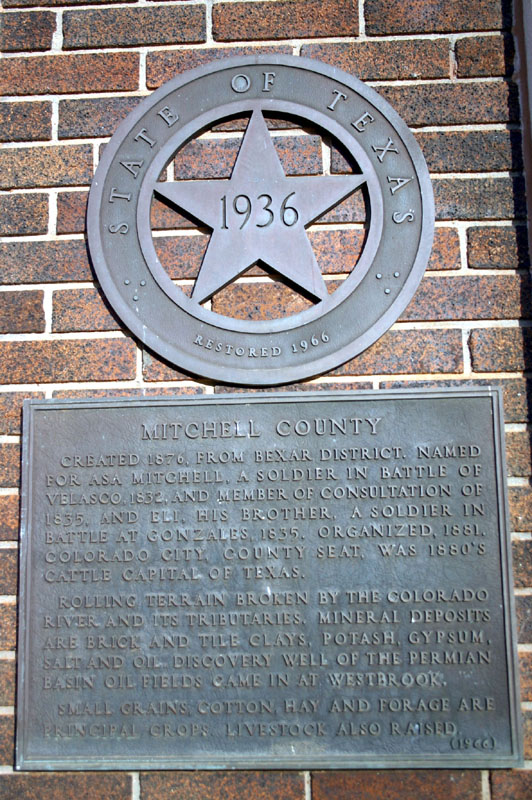 STATE OF TEXAS
1936
RESTORED 1966
MITCHELL COUNTY
CREATED 1876, FROM BEXAR DISTRICT. NAMED
FOR ASA MITCHELL, A SOLDIER IN BATTLE OF
VELASCO, 1832, AND MEMBER OF CONSULTATION OF
1835, AND ELI, HIS BROTHER, A SOLDIER IN
BATTLE AT GONZALES, 1835. ORGANIZED, 1881.
COLORADO CITY, COUNTY SEAT, WAS 1880'S
CATTLE CAPITAL OF TEXAS.
ROLLING TERRAIN BROKEN BY THE COLORADO
RIVER AND ITS TRIBUTARIES. MINERAL DEPOSITS
ARE BRICK AND TILE CLAYS, POTASH, GYPSUM,
SALT AND OIL. DISCOVERY WELL OF THE PERMIAN
BASIN OIL FIELDS CAME IN AT WESTBROOK.
SMALL GRAINS, COTTON, HAY AND FORAGE ARE
PRINCIPAL CROPS. LIVESTOCK ALSO RAISED.
(1966)